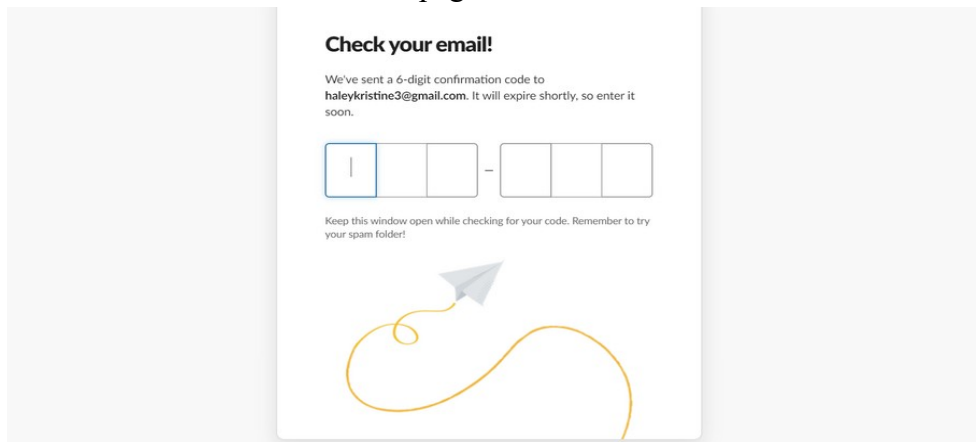 Check your email!
We've sent a 6-digit confirmation code to
haleykristine3@gmail.com. It will expire shortly, so enter it
soon.
–
Keep this window open while checking for your code. Remember to try
your spam folder!